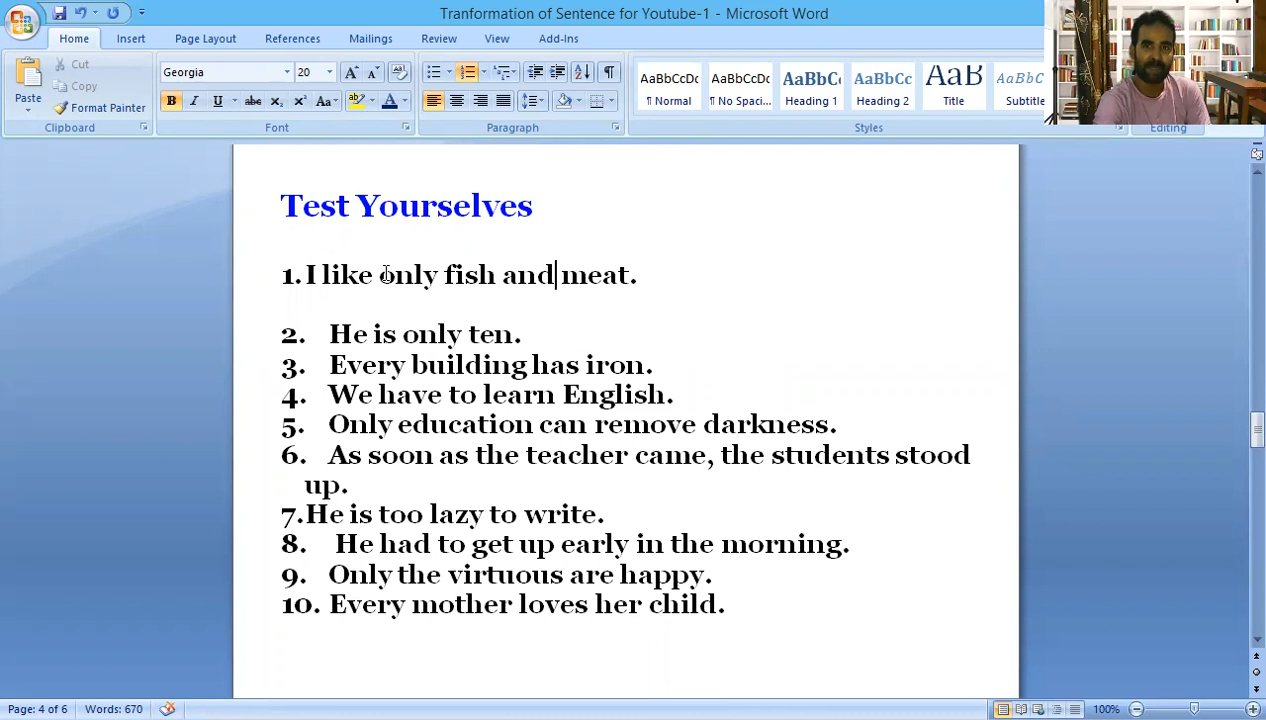 Tranformation of Sentence for Youtube-1 - Microsoft Word
Home Insert Page Layout References Mailings Review View Add-Ins
Paste
Cut
Copy
Format Painter
Clipboard
Georgia 20
Font
Paragraph
AaBbCcDc AaBbCcDc AaBbC AaBbCc AaB AaBbC
¶ Normal ¶ No Spaci... Heading 1 Heading 2 Title Subtitle
Styles
Editing
Test Yourselves
1. I like only fish and meat.
2. He is only ten.
3. Every building has iron.
4. We have to learn English.
5. Only education can remove darkness.
6. As soon as the teacher came, the students stood
up.
7.He is too lazy to write.
8. He had to get up early in the morning.
9. Only the virtuous are happy.
10. Every mother loves her child.
Page: 4 of 6 Words: 670 100%